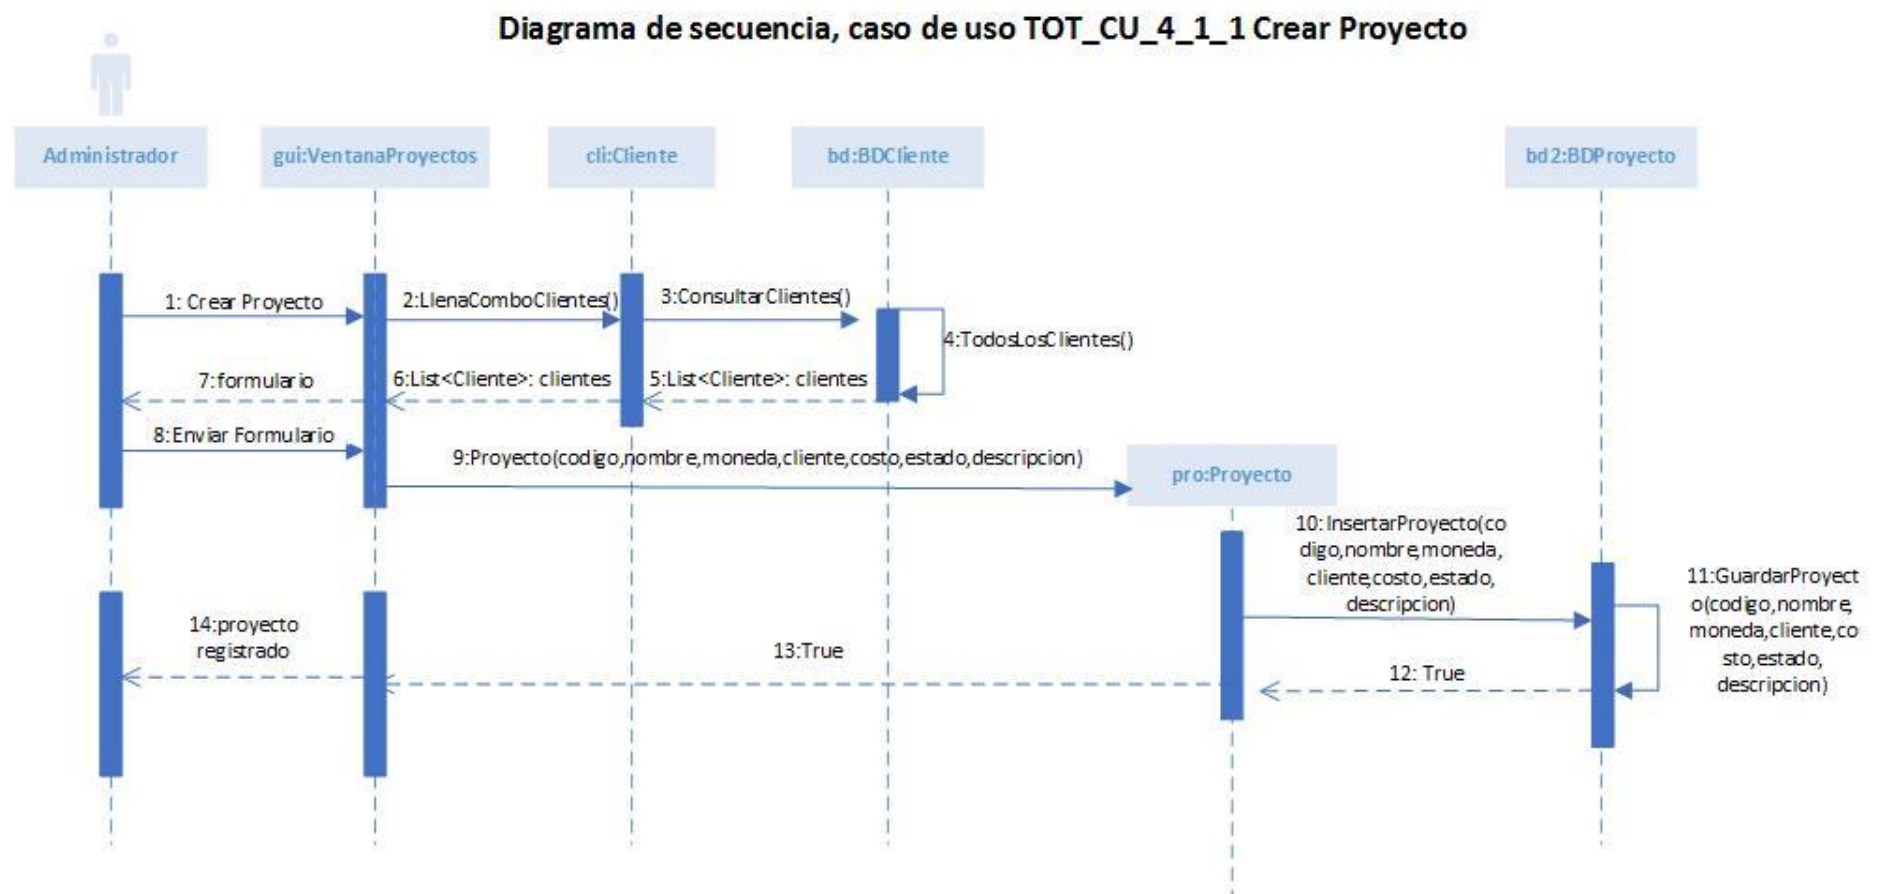 Diagrama de secuencia, caso de uso TOT_CU_4_1_1 Crear Proyecto
Administrador
gui:VentanaProyectos
cli:Cliente
bd:BDCliente
bd2:BDProyecto
1: Crear Proyecto
2:LlenaComboClientes()
3:ConsultarClientes()
4:TodosLosClientes()
7:formulario
6:List<Cliente>: clientes
5:List<Cliente>: clientes
8:Enviar Formulario
9:Proyecto(codigo,nombre,moneda,cliente,costo,estado,descripcion)
pro:Proyecto
10:InsertarProyecto(co
digo,nombre,moneda,
cliente,costo,estado,
descripcion)
11:GuardarProyect
o(codigo,nombre,
moneda,cliente,co
sto,estado,
descripcion)
14:proyecto
registrado
13:True
12: True